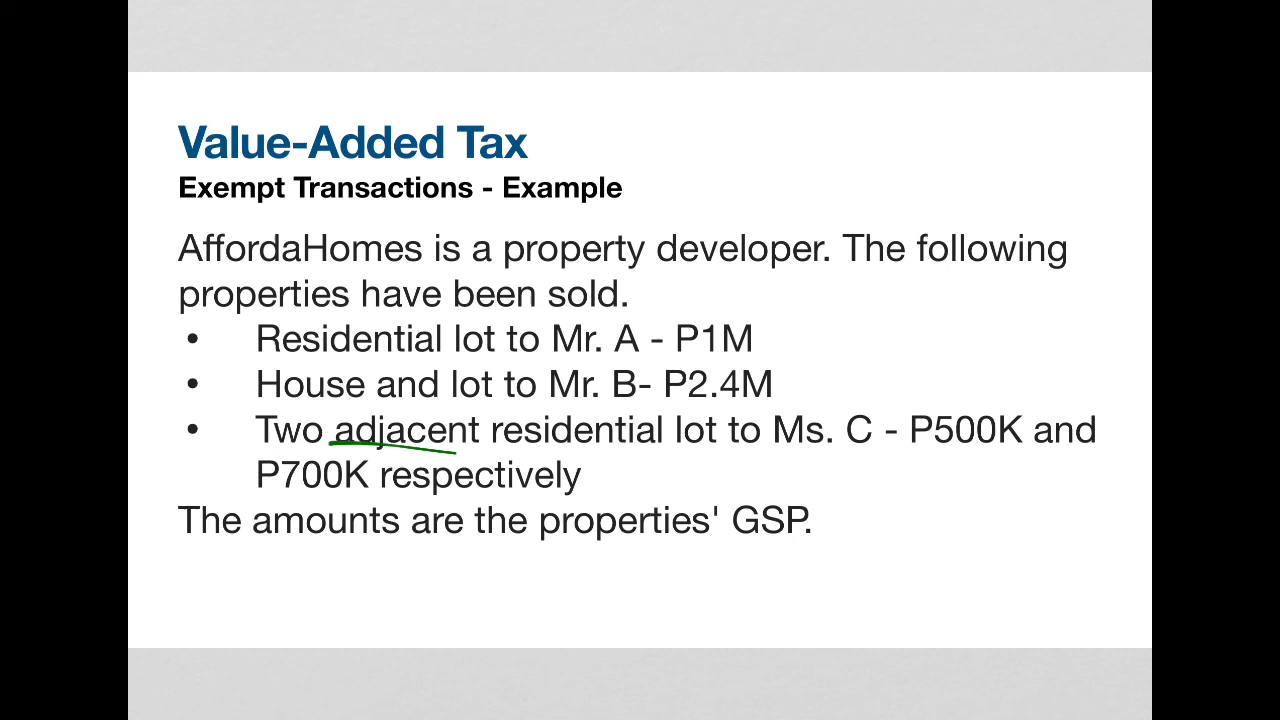 Value-Added Tax
Exempt Transactions - Example
AffordaHomes is a property developer. The following
properties have been sold.
• Residential lot to Mr. A - P1M
• House and lot to Mr. B- P2.4M
• Two adjacent residential lot to Ms. C - P500K and
P700K respectively
The amounts are the properties' GSP.